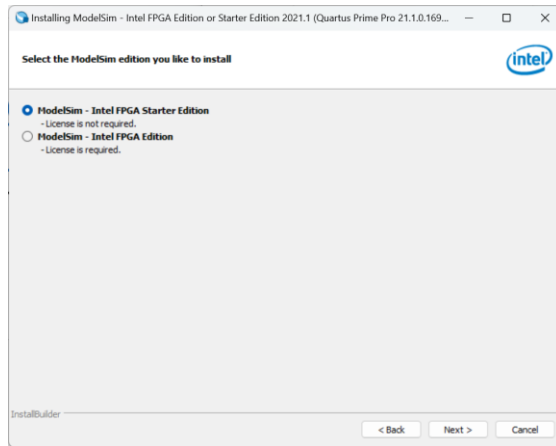 Installing ModelSim - Intel FPGA Edition or Starter Edition 2021.1 (Quartus Prime Pro 21.1.0.169...
Select the ModelSim edition you like to install
intel
ModelSim - Intel FPGA Starter Edition
- License is not required.
ModelSim - Intel FPGA Edition
- License is required.
InstallBuilder
< Back Next > Cancel